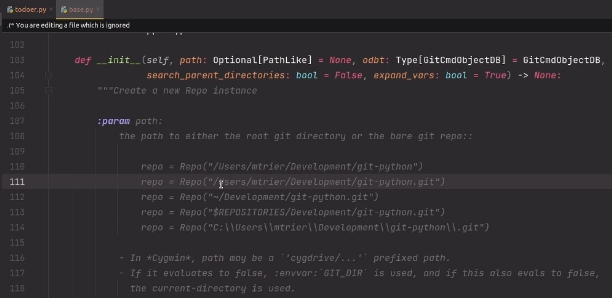 todoer.py × base.py ×
.i* You are editing a file which is ignored
102
103 def __init__(self, path: Optional[PathLike] = None, odbt: Type[GitCmdObjectDB] = GitCmdObjectDB,
104 search_parent_directories: bool = False, expand_vars: bool = True) -> None:
105 """Create a new Repo instance
106
107 :param path:
108 the path to either the root git directory or the bare git repo::
109
110 repo = Repo("/Users/mtrier/Development/git-python")
111 repo = Repo("/Users/mtrier/Development/git-python.git")
112 repo = Repo("~/Development/git-python.git")
113 repo = Repo("$REPOSITORIES/Development/git-python.git")
114 repo = Repo("C:\\Users\\mtrier\\Development\\git-python\\.git")
115
116 - In *Cygwin*, path may be a `'cygdrive/...'` prefixed path.
117 - If it evaluates to false, :envvar:`GIT_DIR` is used, and if this also evals to false,
118 the current-directory is used.